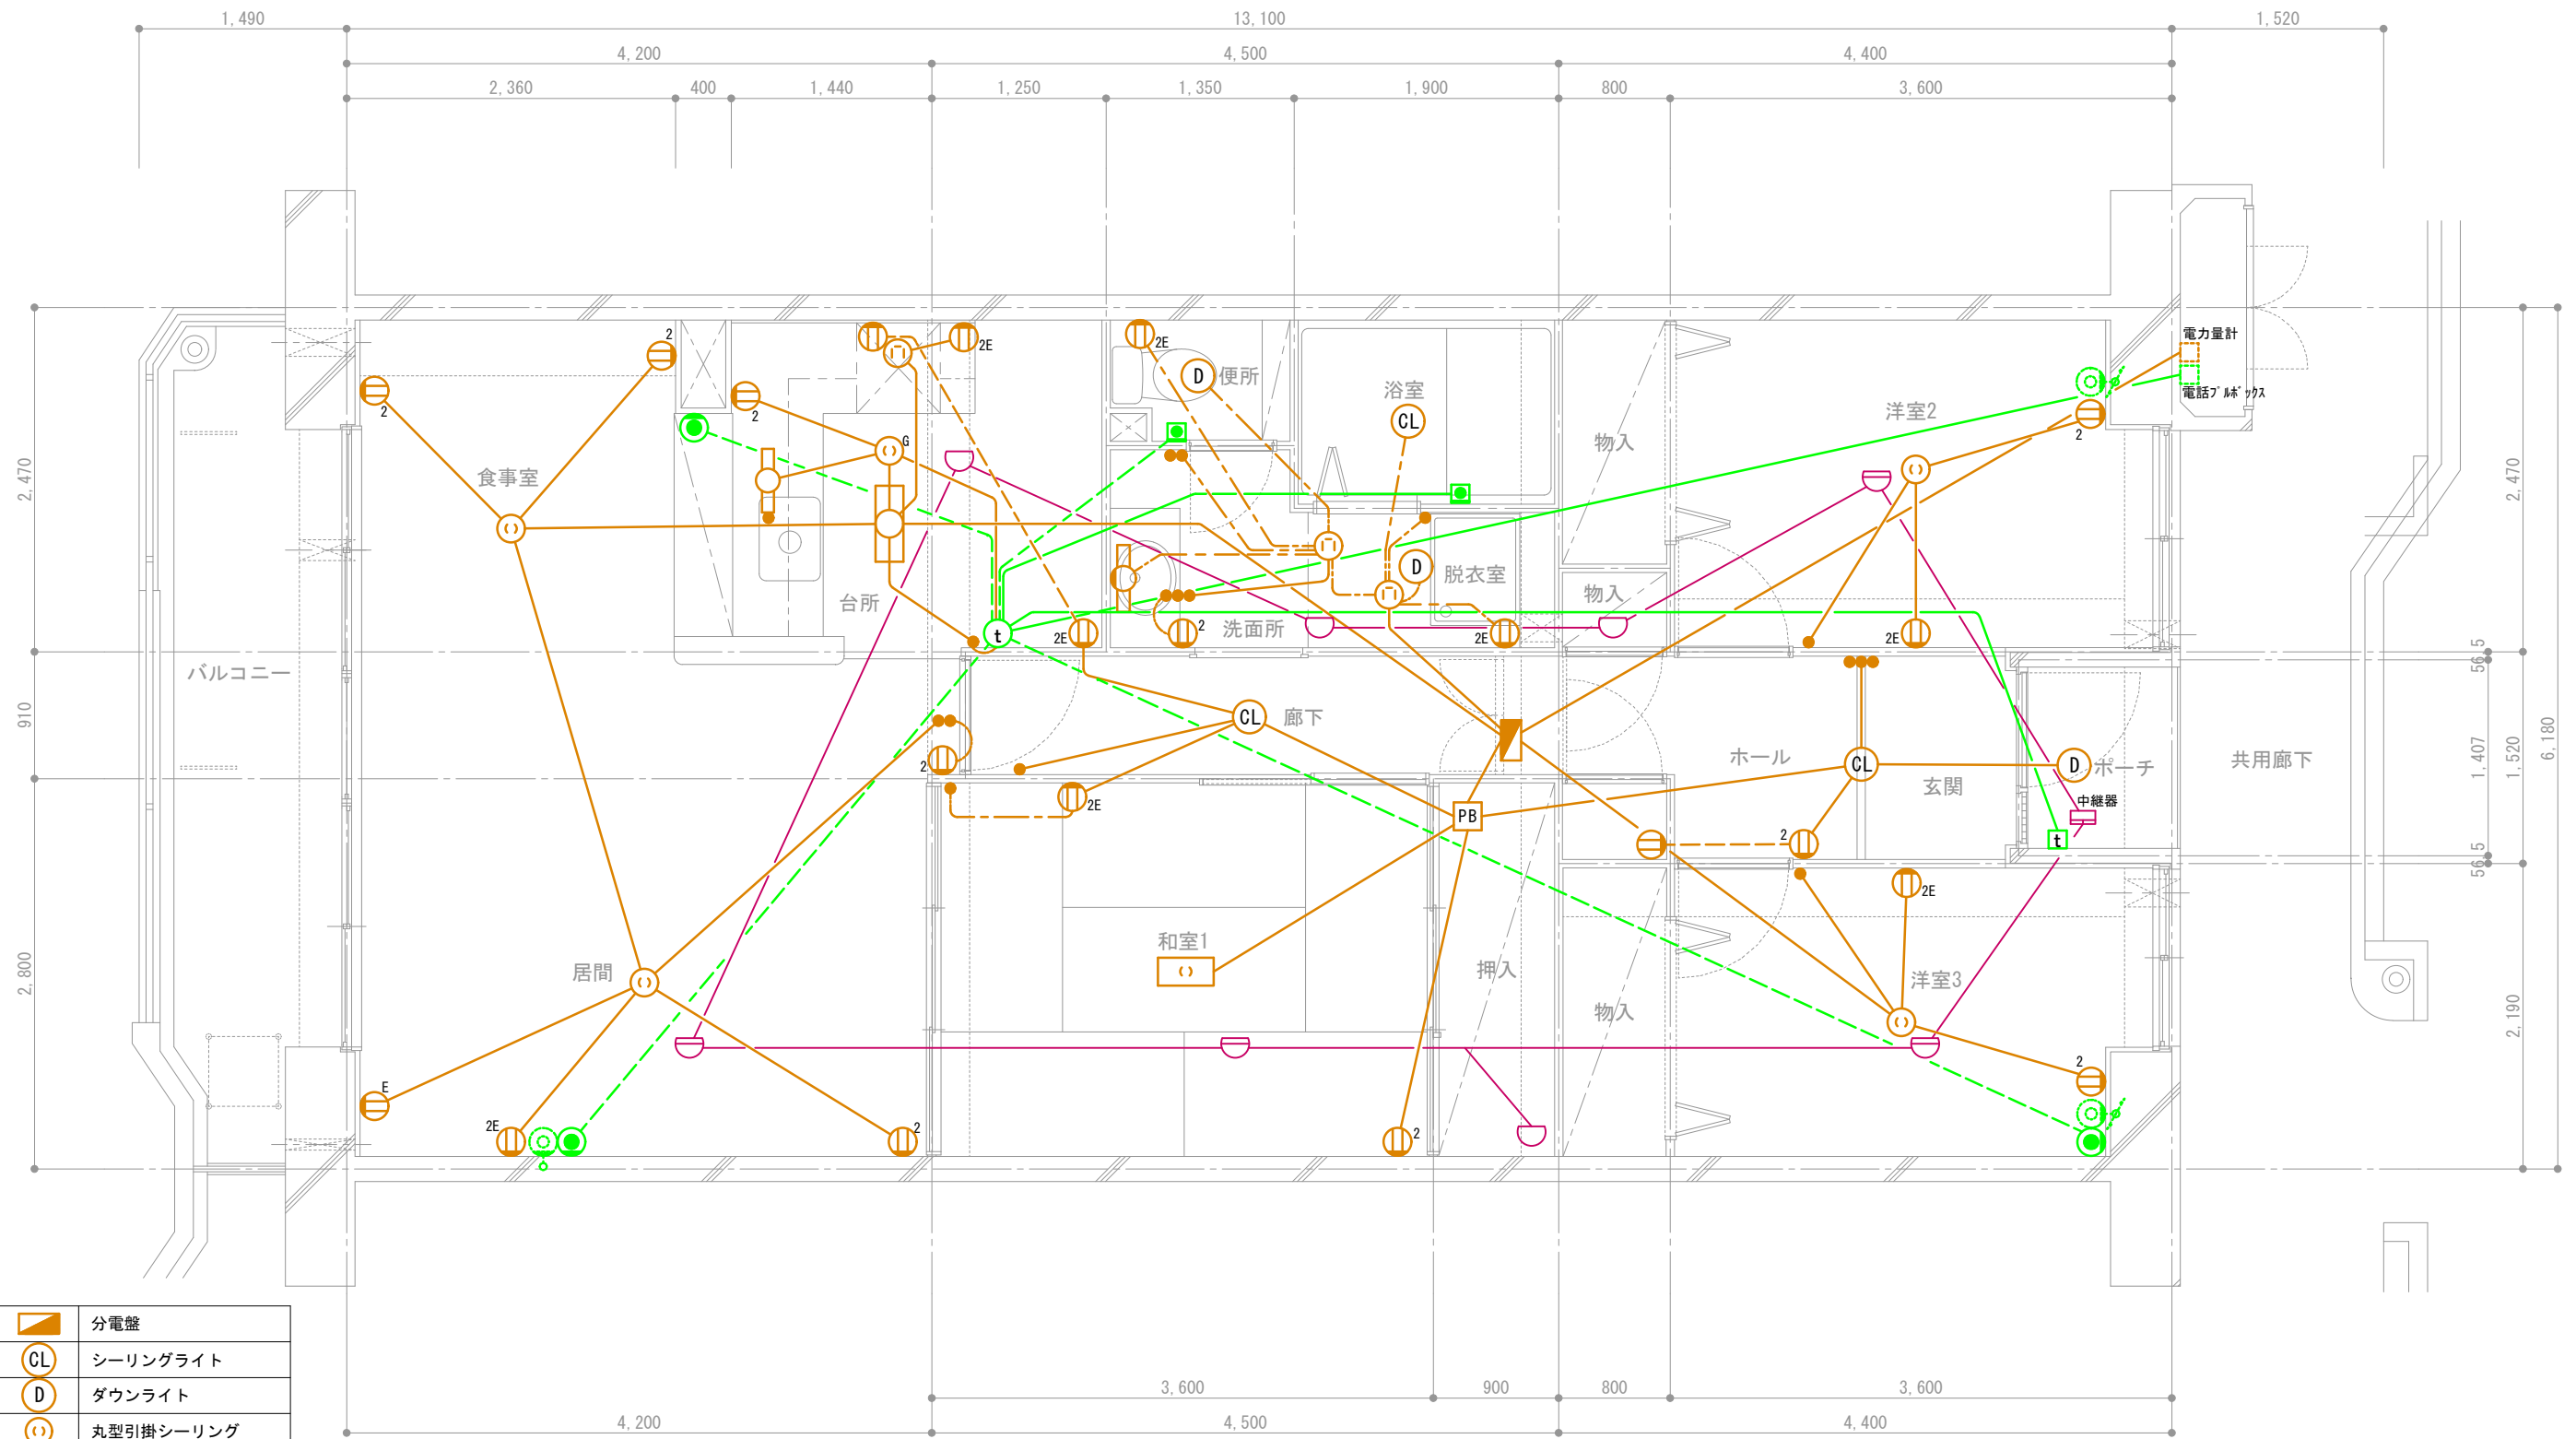 1,490
13,100
1,520
4,200
4,500
4,400
2,360
400
1,440
1,250
1,350
1,900
800
3,600
電力量計
電話プルボックス
2
2
2
2E
2E
D
便所
浴室
CL
洋室2
2
物入
G
食事室
2,470
2,470
台所
D
脱衣室
物入
t
2E
2
洗面所
2E
2E
バルコニー
56.5
910
CL
廊下
2
ホール
CL
玄関
D
ポーチ
共用廊下
1,407
1,520
6,180
2E
PB
中継器
2
t
56.5
2E
和室1
居間
押入
洋室3
物入
2,800
2,190
E
2E
2
2
2
分電盤
CL
シーリングライト
D
ダウンライト
丸型引掛シーリング
3,600
900
800
3,600
4,200
4,500
4,400